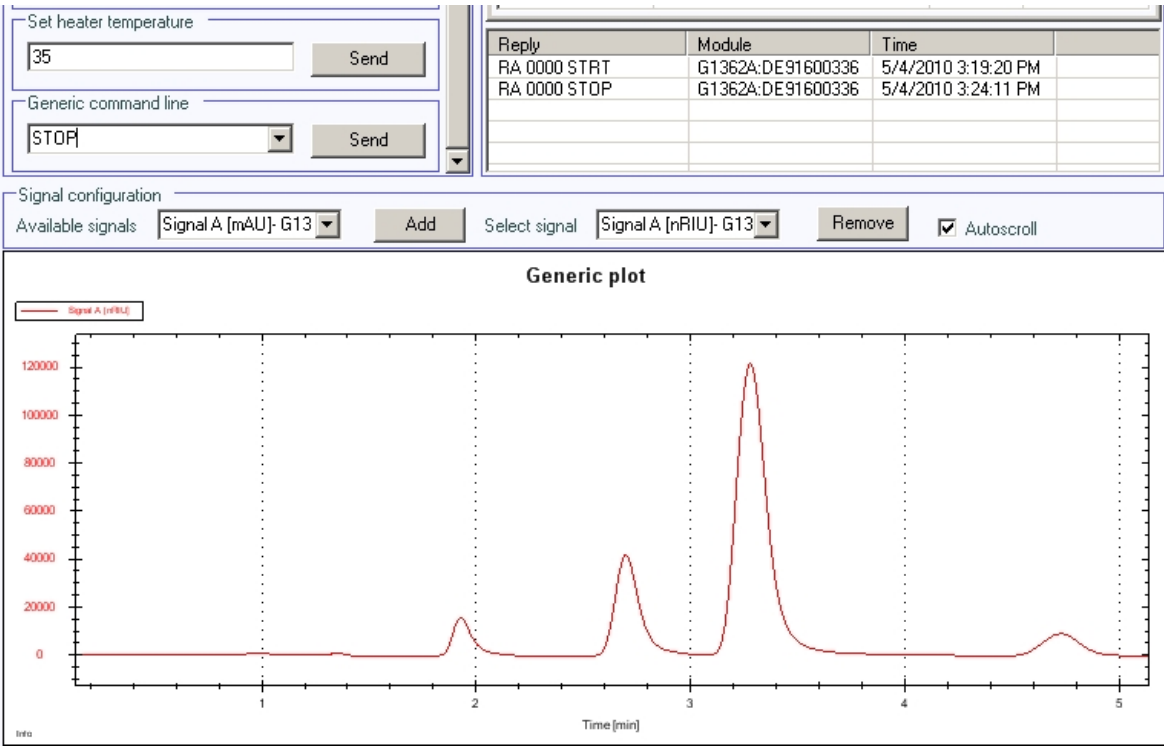 Set heater temperature
35
Send
Generic command line
STOP
Send
Reply Module Time
RA 0000 STRT G1362A:DE91600336 5/4/2010 3:19:20 PM
RA 0000 STOP G1362A:DE91600336 5/4/2010 3:24:11 PM
Signal configuration
Available signals Signal A [mAU]- G13 Add Select signal Signal A [nRIU]- G13 Remove Autoscroll
Generic plot
Signal A [nRIU]
120000
100000
80000
60000
40000
20000
0
1 2 3 4 5
Time [min]
Info